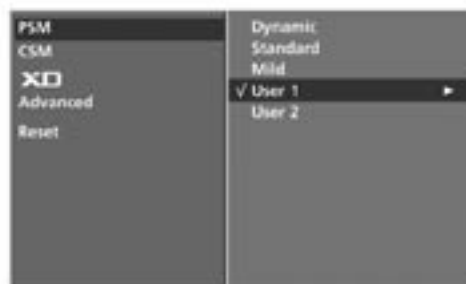 PSM
CSM
XD
Advanced
Reset
Dynamic
Standard
Mild
√ User 1 ►
User 2